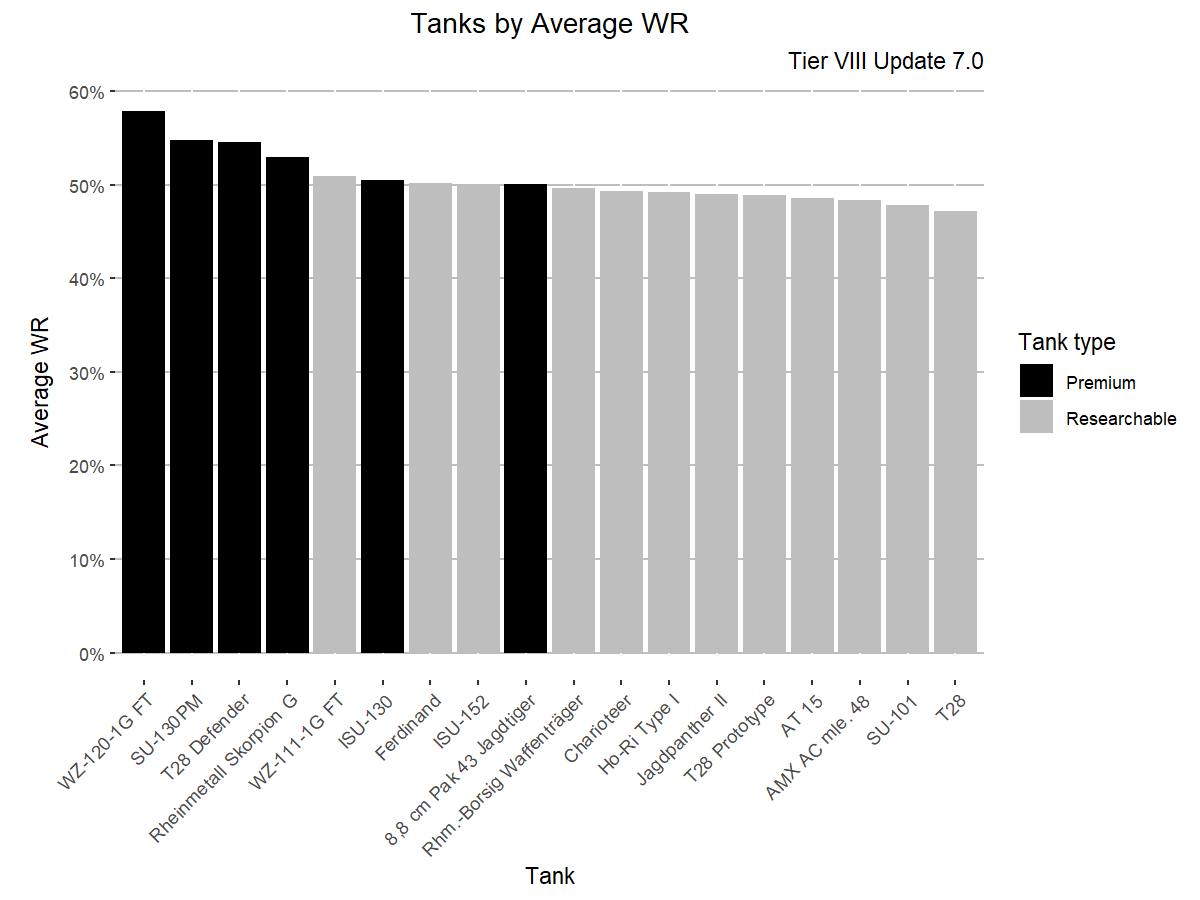 Tanks by Average WR
Tier VIII Update 7.0
60%
50%
40%
30%
20%
10%
0%
Average WR
WZ-120-1G FT
SU-130PM
T28 Defender
Rheinmetall Skorpion G
WZ-111-1G FT
ISU-130
Ferdinand
ISU-152
8,8 cm Pak 43 Jagdtiger
Rhm.-Borsig Waffenträger
Charioteer
Ho-Ri Type I
Jagdpanther II
T28 Prototype
AT 15
AMX AC mle. 48
SU-101
T28
Tank
Tank type
Premium
Researchable